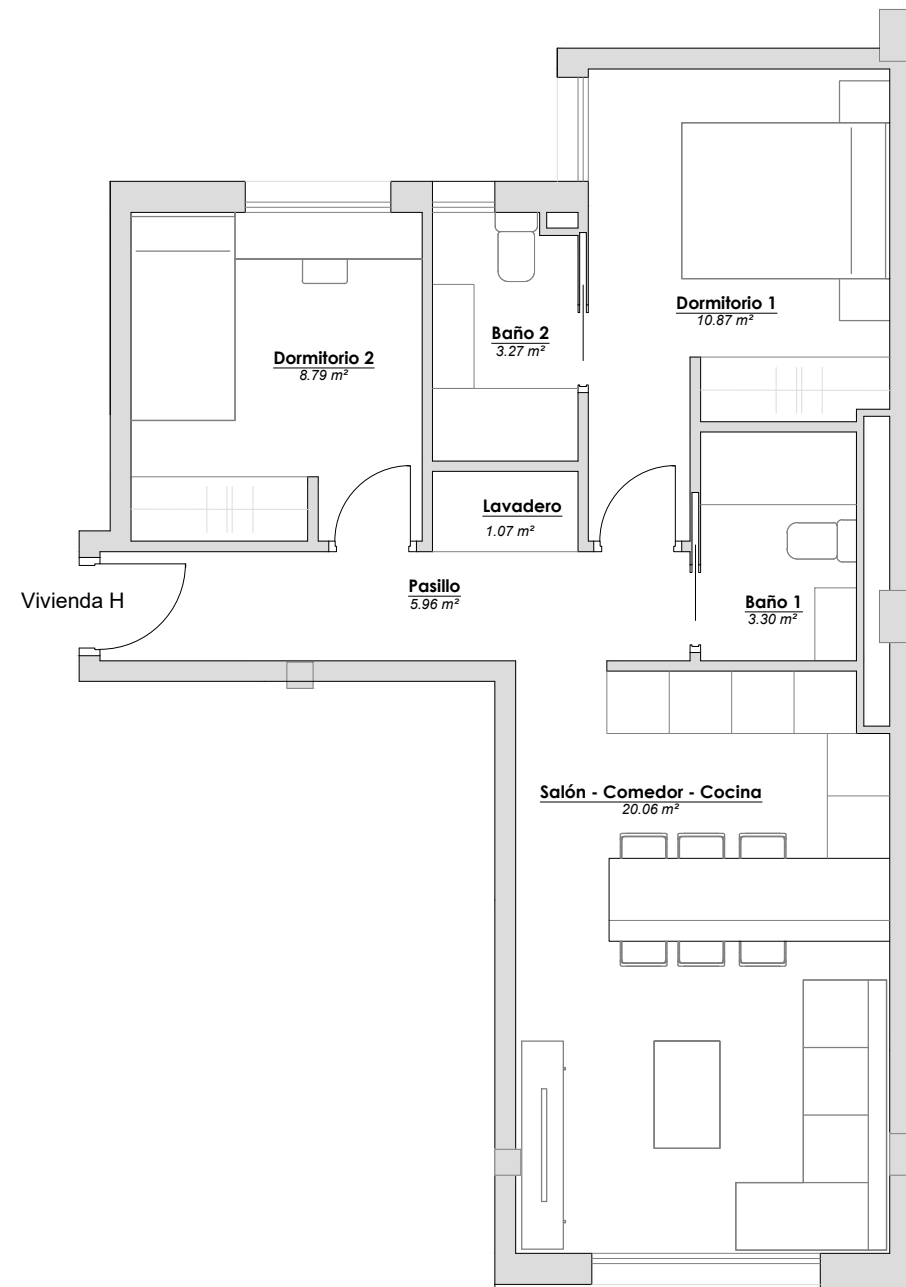 Dormitorio 1
10.87 m²
Baño 2
3.27 m²
Dormitorio 2
8.79 m²
Lavadero
1.07 m²
Pasillo
5.96 m²
Vivienda H
Baño 1
3.30 m²
Salón - Comedor - Cocina
20.06 m²